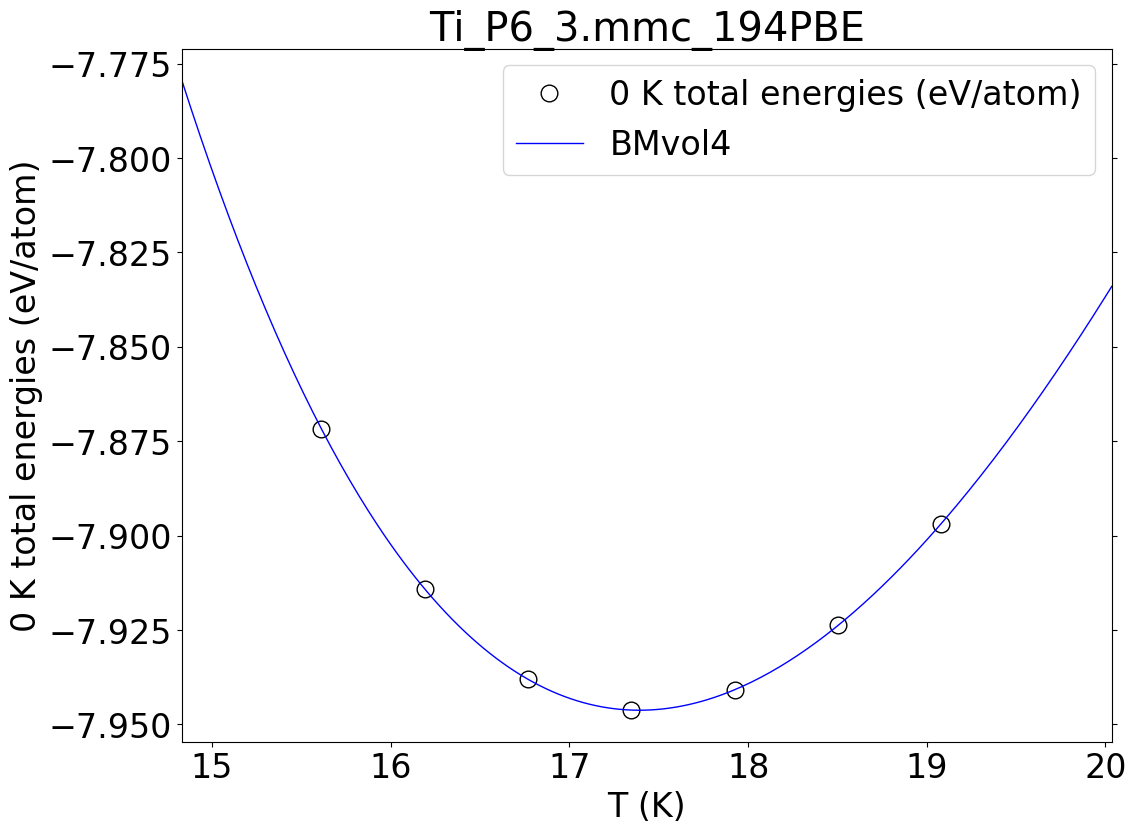 Ti_P6_3.mmc_194PBE
0 K total energies (eV/atom)
BMvol4
0 K total energies (eV/atom)
−7.775
−7.800
−7.825
−7.850
−7.875
−7.900
−7.925
−7.950
15 16 17 18 19 20
T (K)